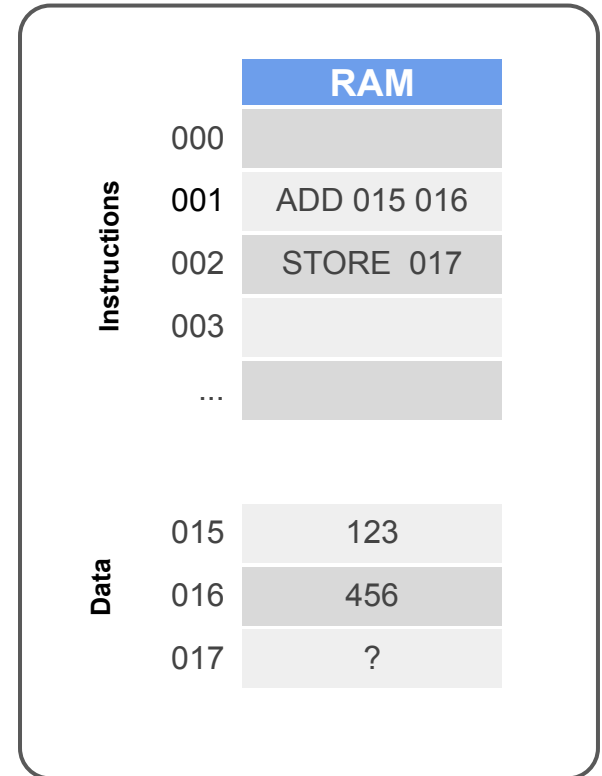 RAM
Instructions
000
001 ADD 015 016
002 STORE 017
003
...
Data
015 123
016 456
017 ?